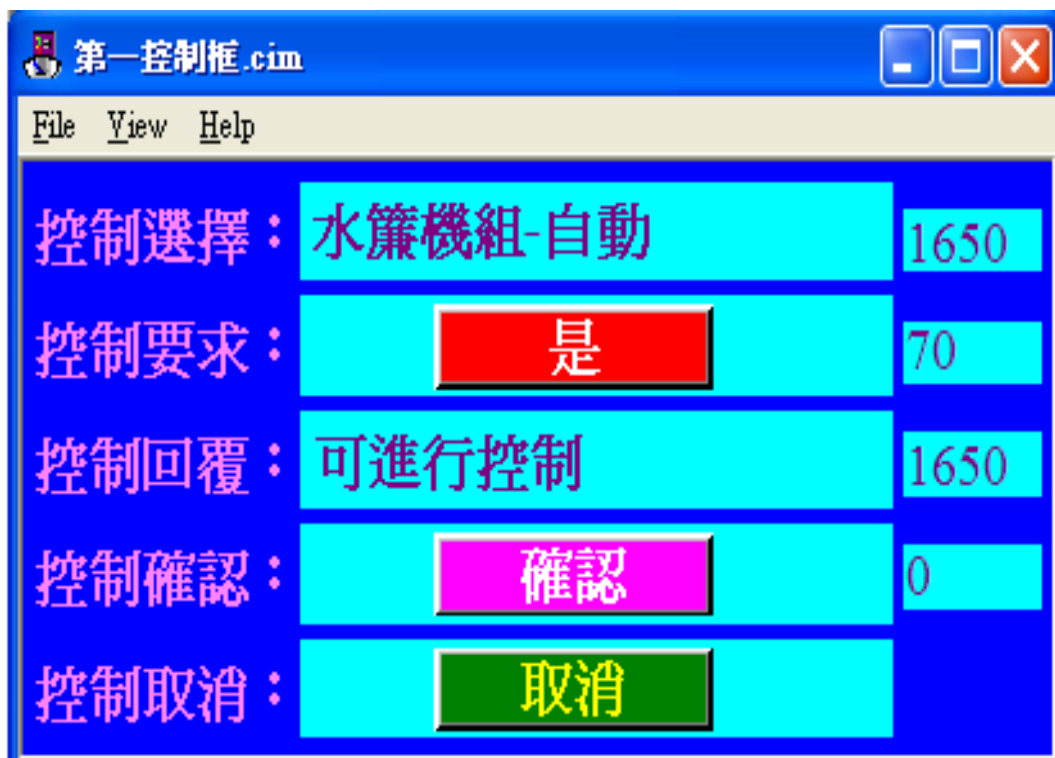 第一控制框.cim
File View Help
控制選擇： 水簾機組-自動 1650
控制要求： 是 70
控制回覆： 可進行控制 1650
控制確認： 確認 0
控制取消： 取消